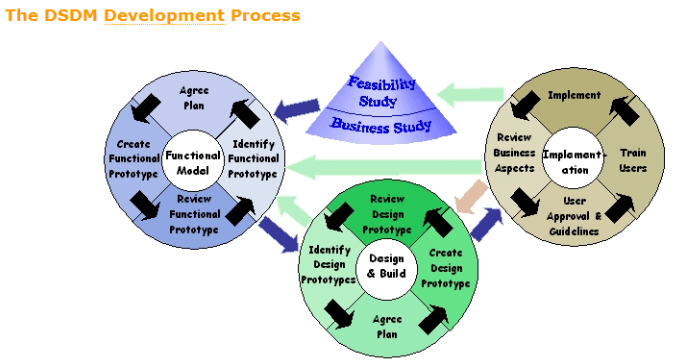 The DSDM Development Process
Feasibility
Study
Business Study
Agree
Plan
Create
Functional
Prototype
Functional
Model
Identify
Functional
Prototype
Review
Functional
Prototype
Implement
Review
Business
Aspects
Implement-
ation
Train
Users
User
Approval &
Guidelines
Review
Design
Prototype
Identify
Design
Prototypes
Design
& Build
Create
Design
Prototype
Agree
Plan